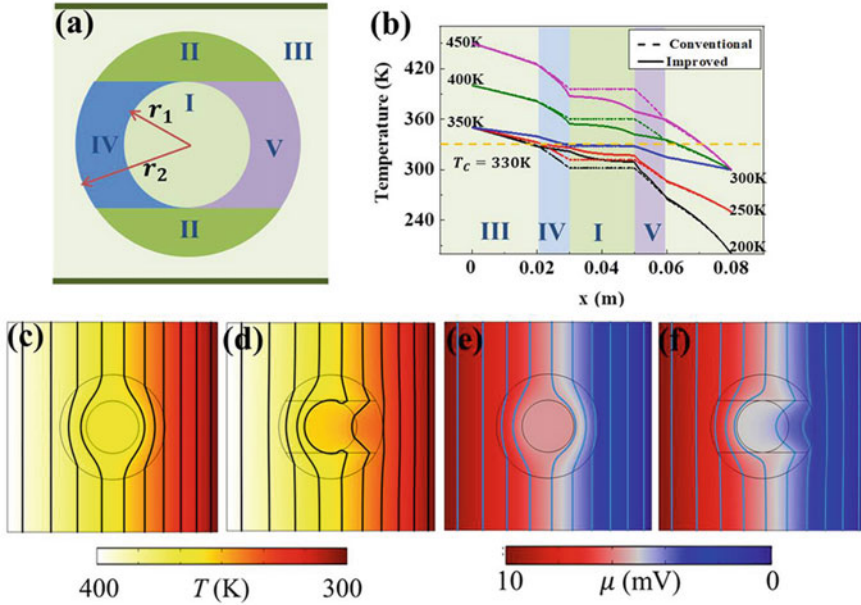 (a)
II
III
I
r₁
IV
V
r₂
II
(b)
Temperature (K)
420
360
300
240
450K
400K
350K
Conventional
Improved
T_C = 330K
300K
250K
200K
III
IV
I
V
0
0.02
0.04
0.06
0.08
x (m)
(c)
(d)
(e)
(f)
400
T (K)
300
10
μ (mV)
0